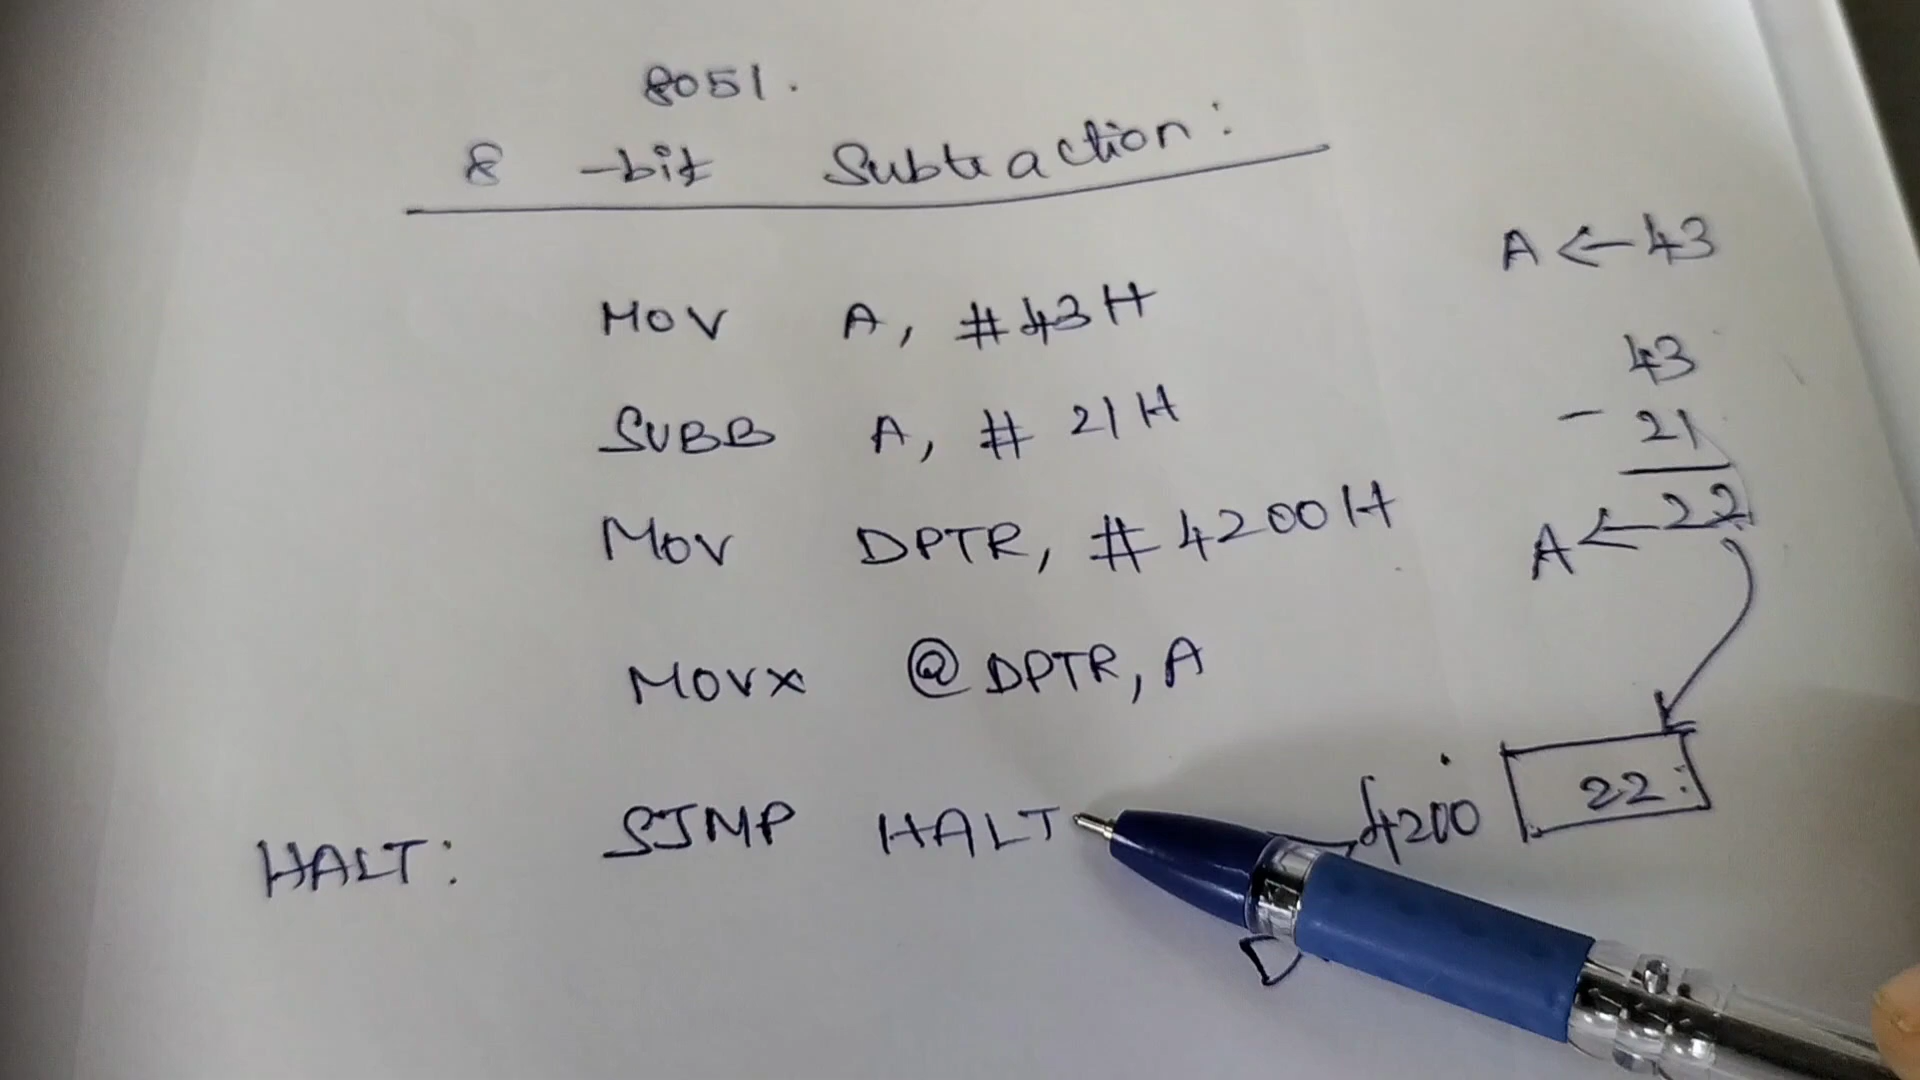 8051.
8 -bit Subtraction:
MOV A, #43H
SUBB A, # 21H
MOV DPTR, #4200H
MOVX @DPTR, A
HALT: SJMP HALT
A ← 43
43
- 21
A ← 22
4200 22